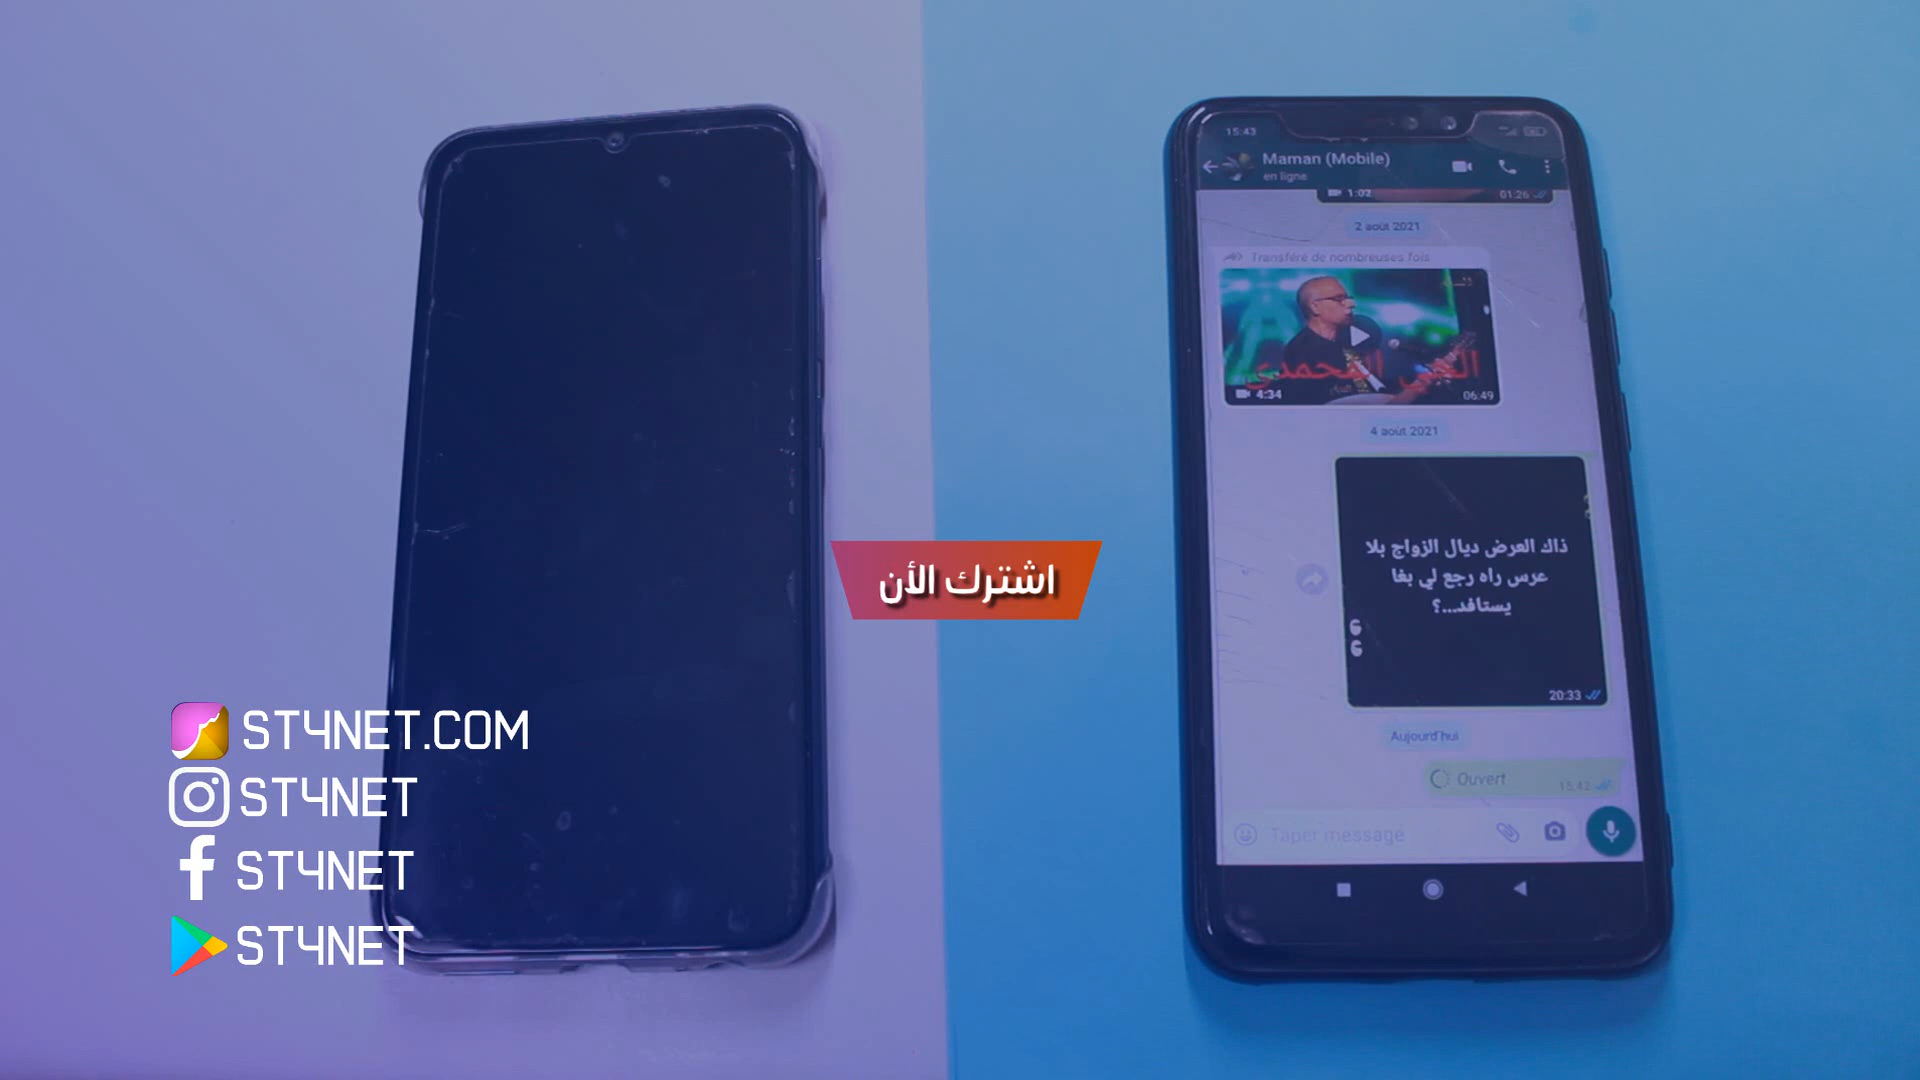 15:43
Maman (Mobile)
en ligne
1:02
01:26
2 août 2021
Transféré de nombreuses fois
4:34
06:49
4 août 2021
ذاك العرض ديال الزواج بلا
عرس راه رجع لي بغا
يستافد...؟
20:33
Aujourd'hui
Ouvert
15:42
Taper message
اشترك الأن
ST4NET.COM
ST4NET
ST4NET
ST4NET